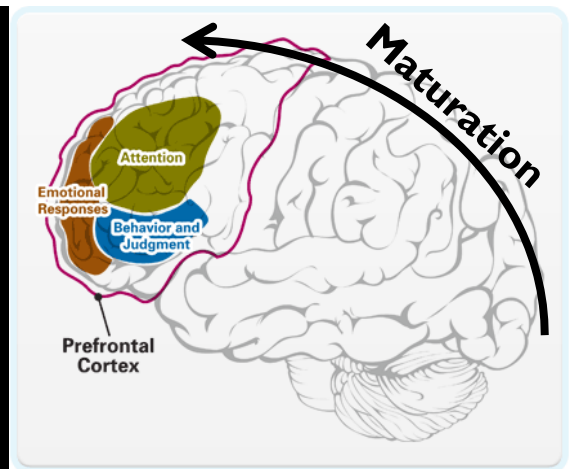 Maturation
Attention
Emotional
Responses
Behavior and
Judgment
Prefrontal
Cortex